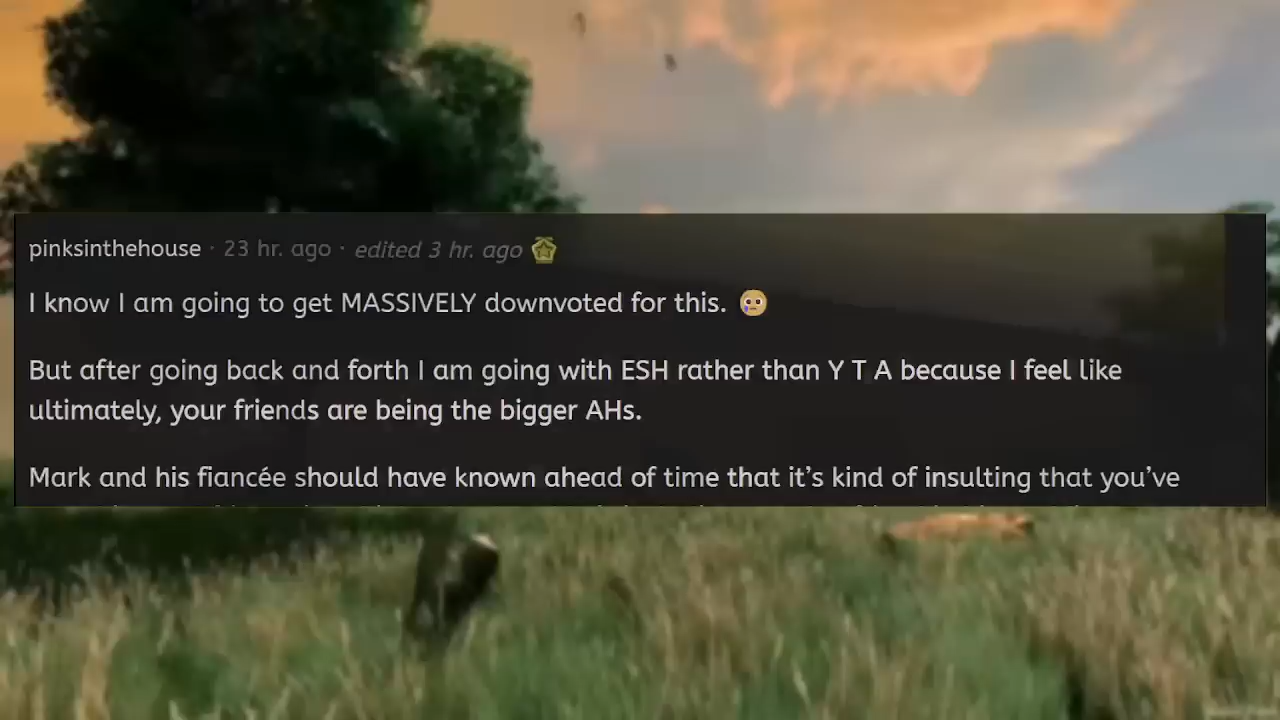 pinksinthehouse · 23 hr. ago · edited 3 hr. ago
I know I am going to get MASSIVELY downvoted for this. 😢
But after going back and forth I am going with ESH rather than Y T A because I feel like
ultimately, your friends are being the bigger AHs.
Mark and his fiancée should have known ahead of time that it’s kind of insulting that you’ve